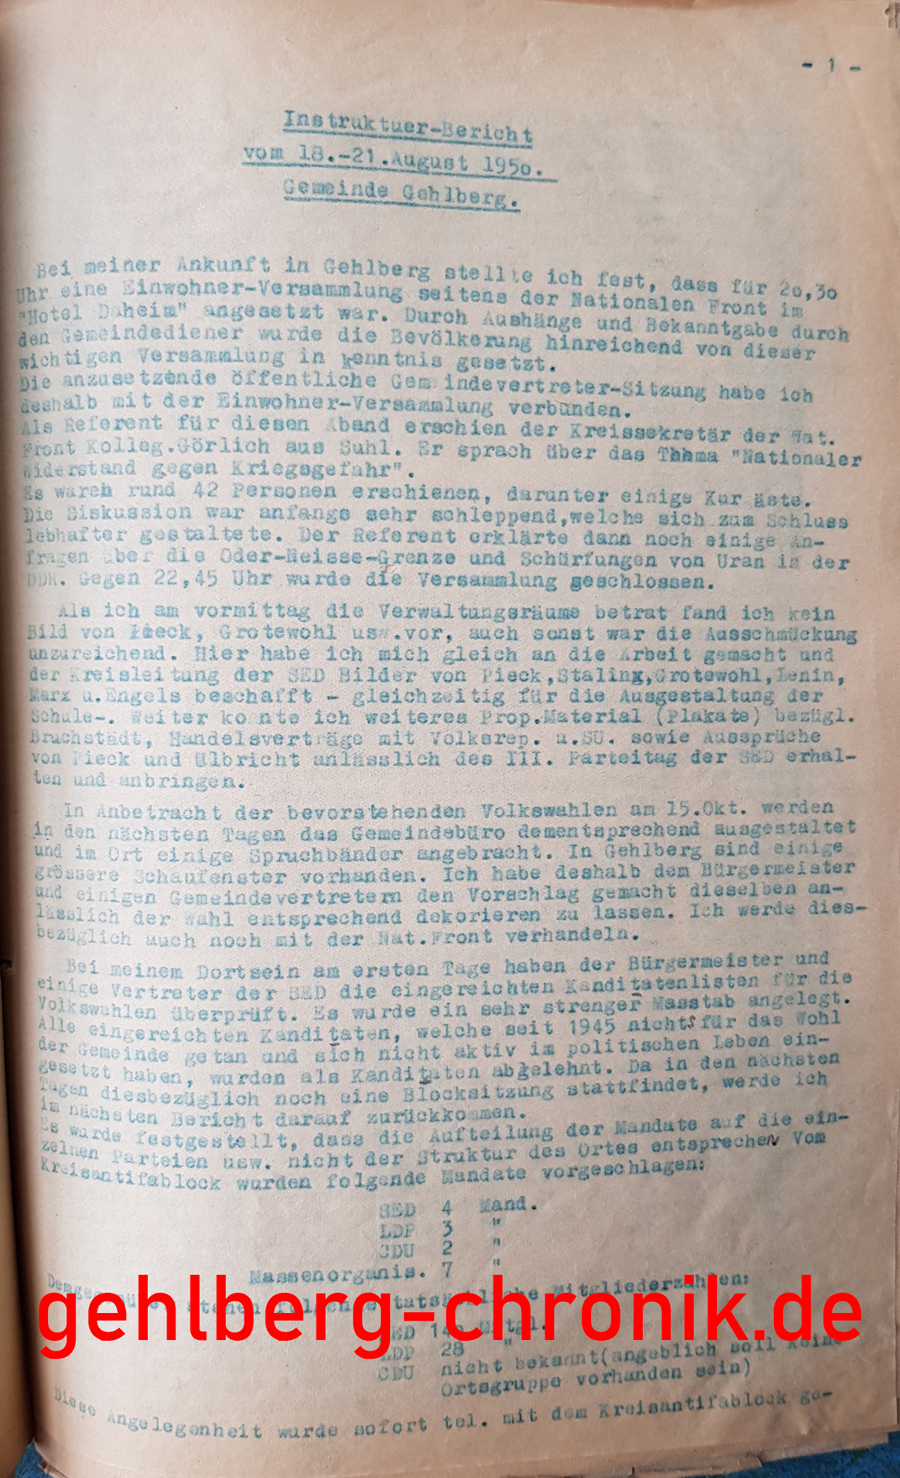 - 1 -
Instruktuer-Bericht
vom 18.-21.August 195o.
Gemeinde Gehlberg.
Bei meiner Ankunft in Gehlberg stellte ich fest, dass für 2o,3o
Uhr eine Einwohner-Versammlung seitens der Nationalen Front im
"Hotel Daheim" angesetzt war. Durch Aushänge und Bekanntgabe durch
den Gemeindediener wurde die Bevölkerung hinreichend von dieser
wichtigen Versammlung in kenntnis gesetzt.
Die anzusetzende öffentliche Gemeindevertreter-Sitzung habe ich
deshalb mit der Einwohner-Versammlung verbunden.
Als Referent für diesen Aband erschien der Kreissekretär der Nat.
Front Kolleg.Görlich aus Suhl. Er sprach über das Thhma "Nationaler
Widerstand gegen Kriegsgefahr".
Es waren rund 42 Personen erschienen, darunter einige Kur äste.
Die Diskussion war anfangs sehr schleppend,welche sich zum Schluss
lebhafter gestaltete. Der Referent erklärte dann noch einige An-
fragen über die Oder-Neisse-Grenze und Schürfungen von Uran in der
DDR. Gegen 22,45 Uhr wurde die Versammlung geschlossen.
Als ich am vormittag die Verwaltungsräume betrat fand ich kein
Bild von Pieck, Grotewohl usw.vor, auch sonst war die Ausschmückung
unzureichend. Hier habe ich mich gleich an die Arbeit gemacht und
der Kreisleitung der SED Bilder von Pieck,Staling,Grotewohl,Lenin,
Marx u.Engels beschafft - gleichzeitig für die Ausgestaltung der
Schule-. Weiter konnte ich weiteres Prop.Material (Plakate) bezügl.
Bruchstädt, Handelsverträge mit Volksrep. u.SU. sowie Aussprüche
von Pieck und Ulbricht anlässlich des III. Parteitag der SED erhal-
ten und anbringen.
In Anbetracht der bevorstehenden Volkswahlen am 15.Okt. werden
in den nächsten Tagen das Gemeindebüro dementsprechend ausgestaltet
und im Ort einige Spruchbänder angebracht. In Gehlberg sind einige
grössere Schaufenster vorhanden. Ich habe deshalb dem Bürgermeister
und einigen Gemeindevertretern den Vorschlag gemacht dieselben an-
lässlich der Wahl entsprechend dekorieren zu lassen. Ich werde dies-
bezüglich auch noch mit der Nat.Front verhandeln.
Bei meinem Dortsein am ersten Tage haben der Bürgermeister und
einige Vertreter der SED die eingereichten Kanditatenlisten für die
Volkswahlen überprüft. Es wurde ein sehr strenger Masstab angelegt.
Alle eingereichten Kanditaten, welche seit 1945 nichts für das Wohl
der Gemeinde getan und sich nicht aktiv im politischen Leben ein-
gesetzt haben, wurden als Kanditaten abgelehnt. Da in den nächsten
Tagen diesbezüglich noch eine Blocksitzung stattfindet, werde ich
im nächsten Bericht darauf zurückkommen.
Es wurde festgestellt, dass die Aufteilung der Mandate auf die ein-
zelnen Parteien usw. nicht der Struktur des Ortes entsprechen Vom
Kreisantifablock wurden folgende Mandate vorgeschlagen:
SED 4 Mand.
LDP 3 "
CDU 2 "
Massenorganis. 7 "
Mitgliederzahlen:
gehlberg-chronik.de
LDP 28 "
CDU nicht bekannt(angeblich soll keine
Ortsgruppe vorhanden sein)
Diese Angelegenheit wurde sofort tel. mit dem Kreisantifablock ge-